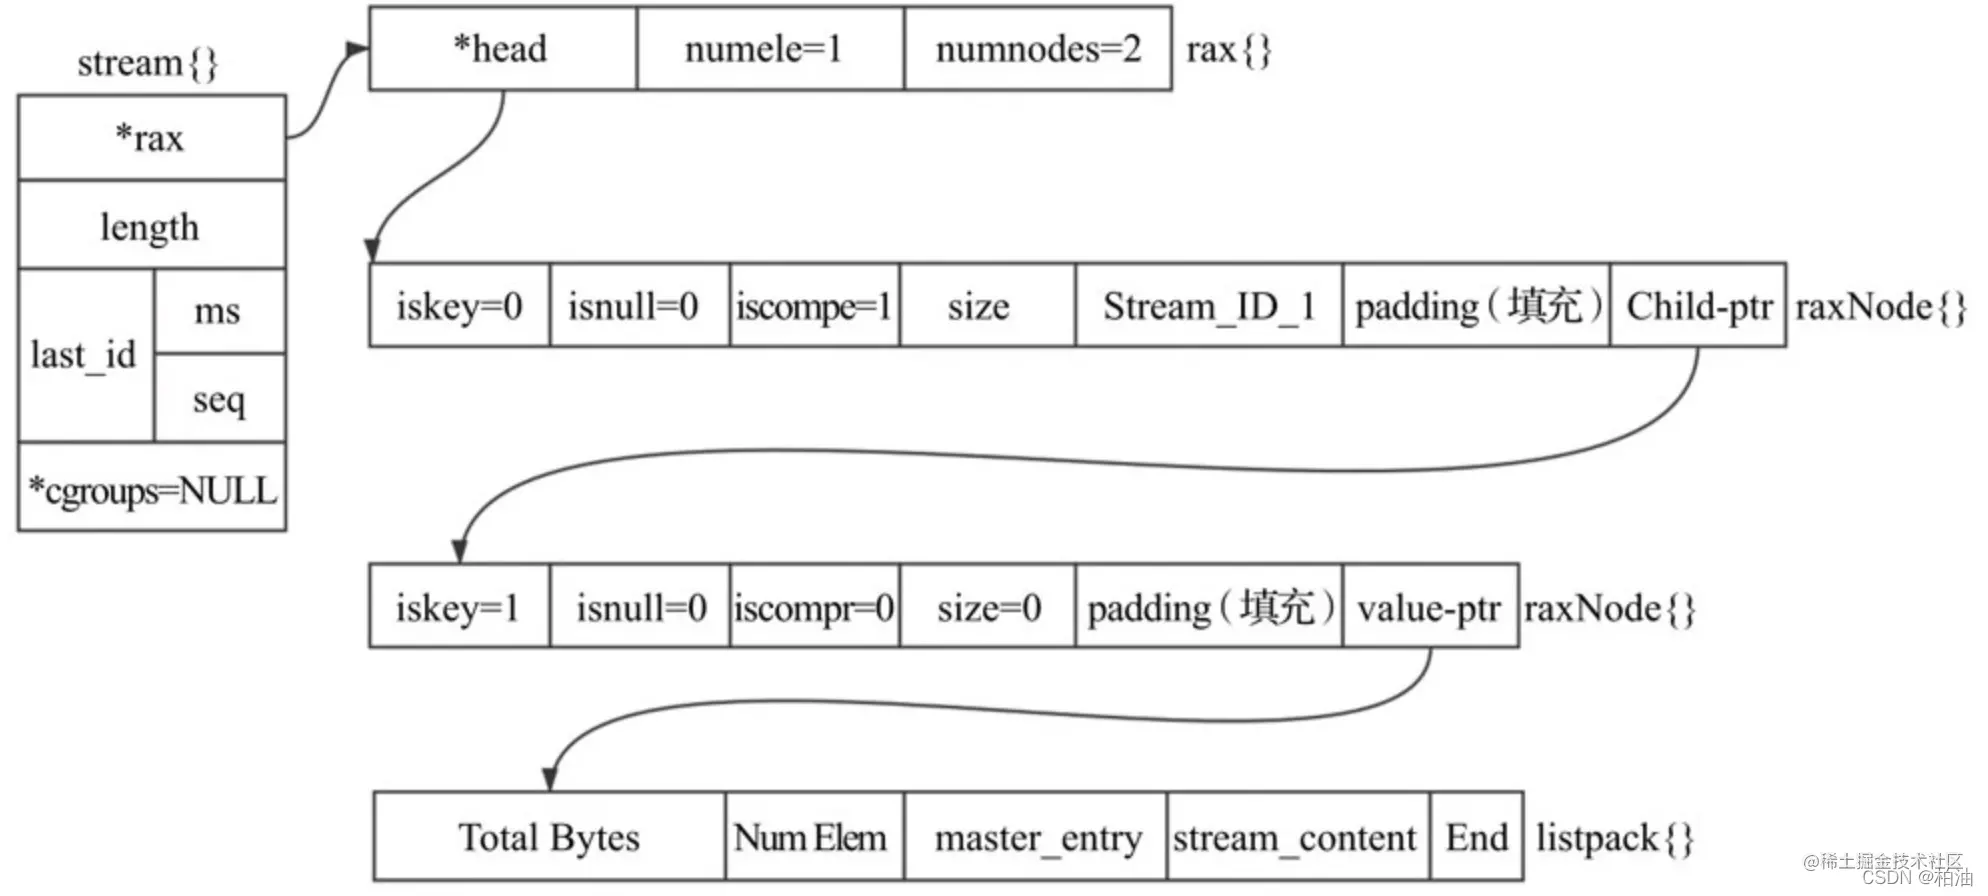 stream{}
*rax
length
last_id
ms
seq
*cgroups=NULL
*head numele=1 numnodes=2 rax{}
iskey=0 isnull=0 iscompe=1 size Stream_ID_1 padding(填充) Child-ptr raxNode{}
iskey=1 isnull=0 iscompr=0 size=0 padding(填充) value-ptr raxNode{}
Total Bytes Num Elem master_entry stream_content End listpack{}
@稀土掘金技术社区
CSDN @柏油